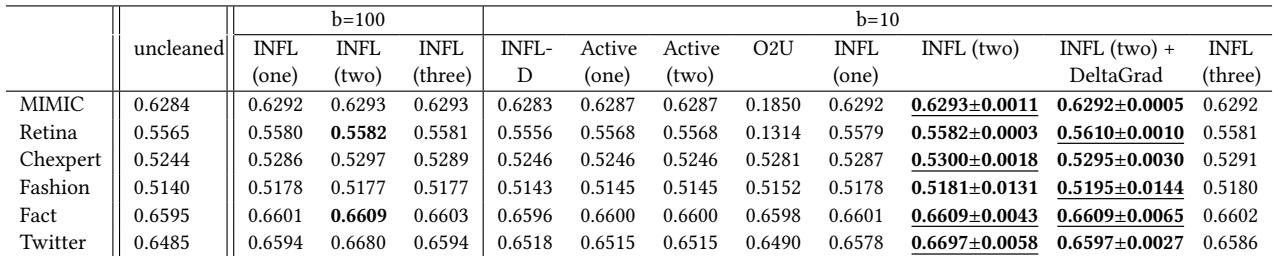 b=100 b=10
uncleaned INFL INFL INFL INFL- Active Active O2U INFL INFL (two) INFL (two) + INFL
(one) (two) (three) D (one) (two) (one) DeltaGrad (three)
MIMIC 0.6284 0.6292 0.6293 0.6293 0.6283 0.6287 0.6287 0.1850 0.6292 0.6293±0.0011 0.6292±0.0005 0.6292
Retina 0.5565 0.5580 0.5582 0.5581 0.5556 0.5568 0.5568 0.1314 0.5579 0.5582±0.0003 0.5610±0.0010 0.5581
Chexpert 0.5244 0.5286 0.5297 0.5289 0.5246 0.5246 0.5246 0.5281 0.5287 0.5300±0.0018 0.5295±0.0030 0.5291
Fashion 0.5140 0.5178 0.5177 0.5177 0.5143 0.5145 0.5145 0.5152 0.5178 0.5181±0.0131 0.5195±0.0144 0.5180
Fact 0.6595 0.6601 0.6609 0.6603 0.6596 0.6600 0.6600 0.6598 0.6601 0.6609±0.0043 0.6609±0.0065 0.6602
Twitter 0.6485 0.6594 0.6680 0.6594 0.6518 0.6515 0.6515 0.6490 0.6578 0.6697±0.0058 0.6597±0.0027 0.6586